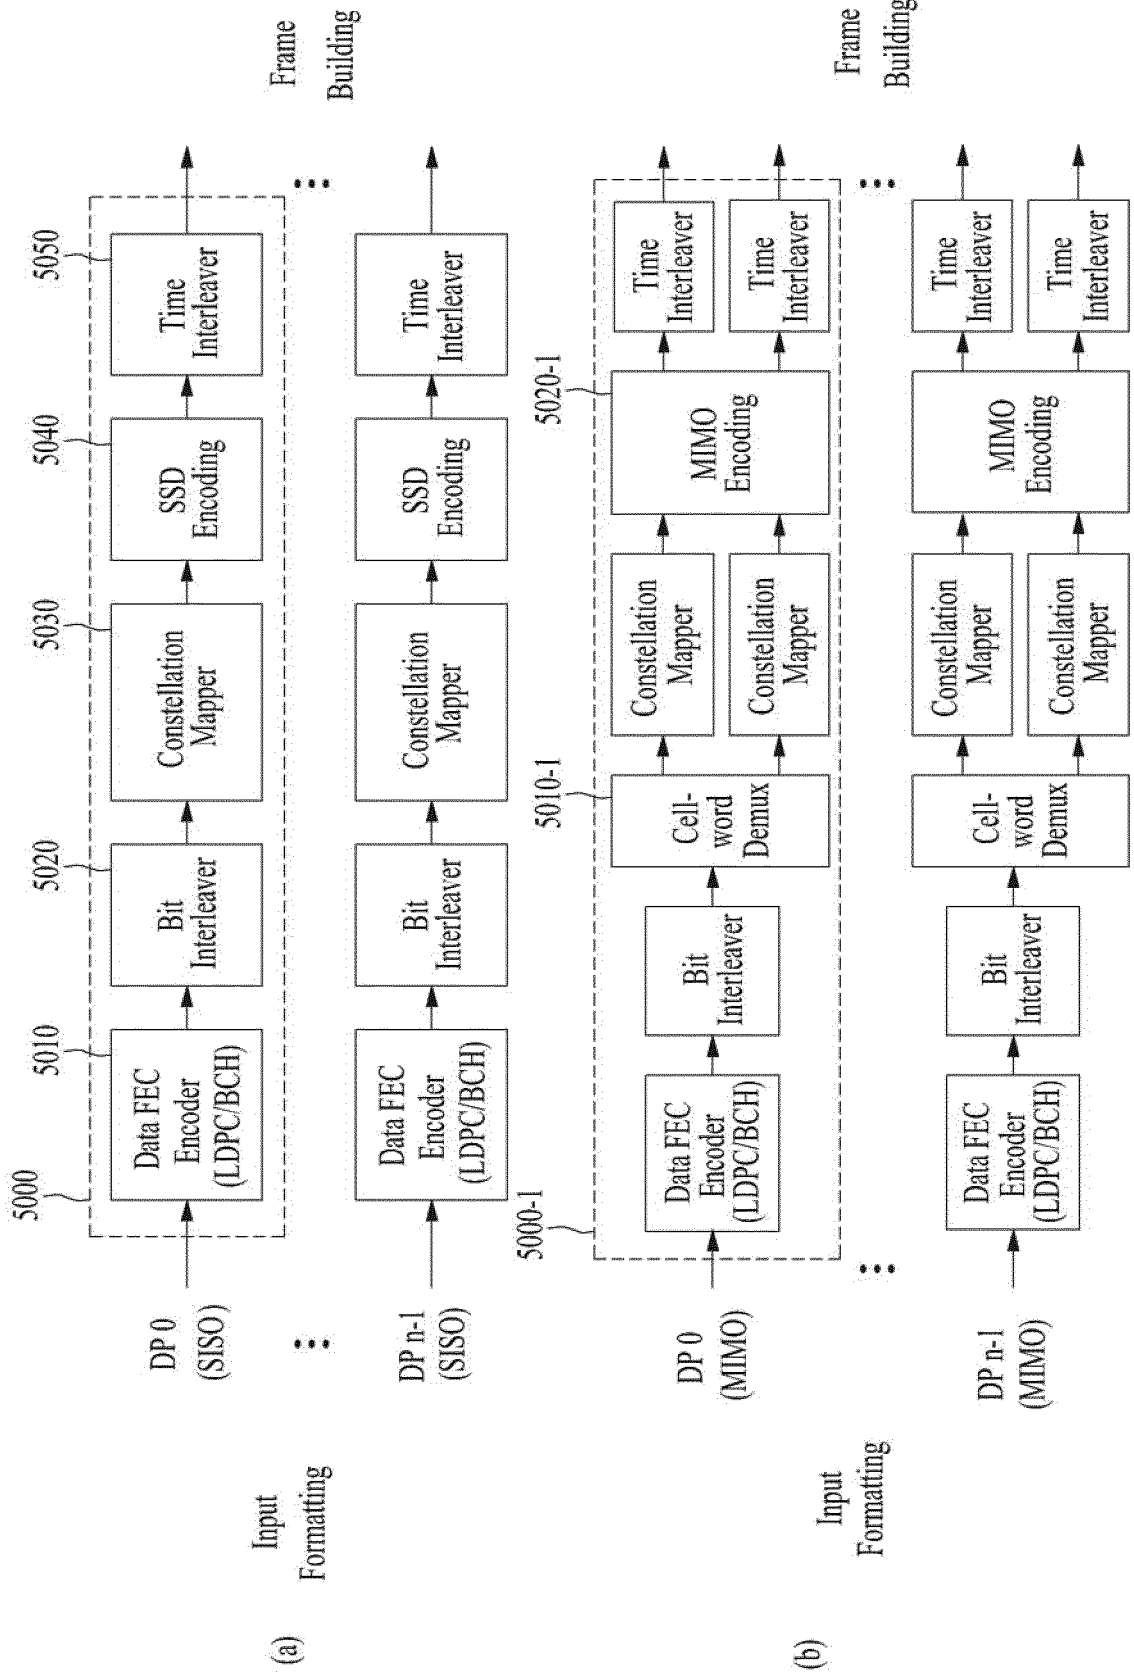 (a)
Input
Formatting
DP 0
(SISO)
5000
Data FEC
Encoder
(LDPC/BCH)
5010
Bit
Interleaver
5020
Constellation
Mapper
5030
SSD
Encoding
5040
Time
Interleaver
5050
Frame
Building
DP n-1
(SISO)
Data FEC
Encoder
(LDPC/BCH)
Bit
Interleaver
Constellation
Mapper
SSD
Encoding
Time
Interleaver
(b)
Input
Formatting
DP 0
(MIMO)
5000-1
Data FEC
Encoder
(LDPC/BCH)
Bit
Interleaver
5010-1
Cell-
word
Demux
Constellation
Mapper
Constellation
Mapper
5020-1
MIMO
Encoding
Time
Interleaver
Time
Interleaver
Frame
Building
DP n-1
(MIMO)
Data FEC
Encoder
(LDPC/BCH)
Bit
Interleaver
Cell-
word
Demux
Constellation
Mapper
Constellation
Mapper
MIMO
Encoding
Time
Interleaver
Time
Interleaver